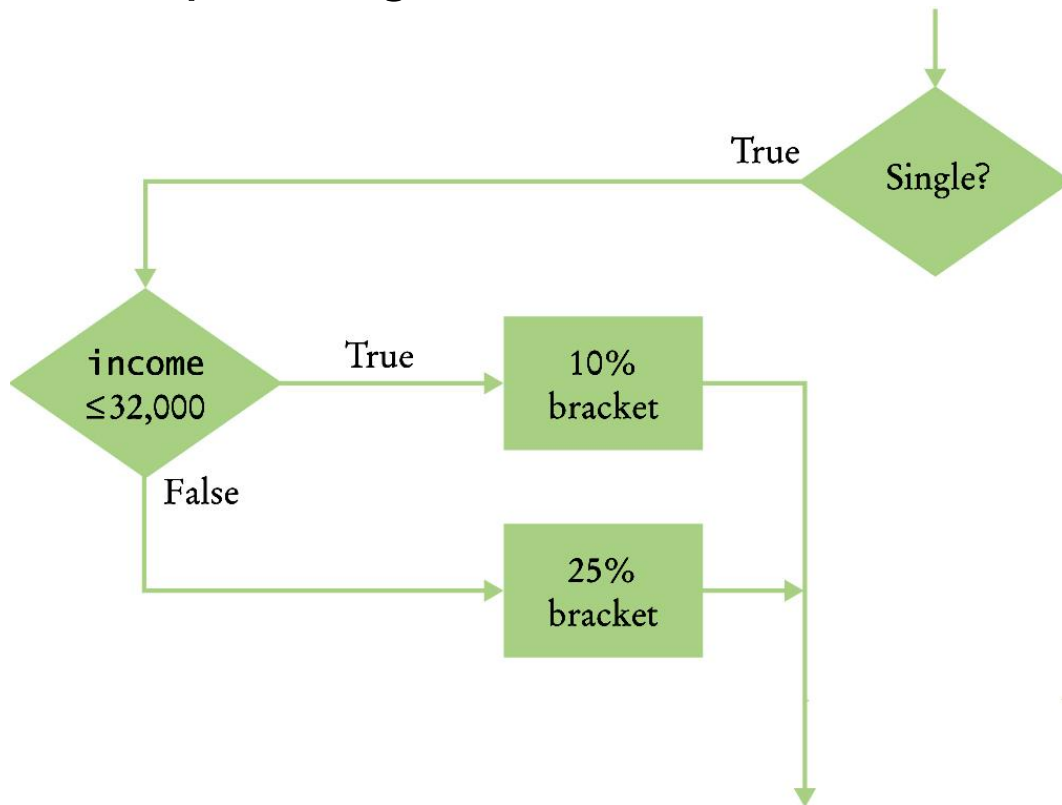 True
Single?
income
≤32,000
True
10%
bracket
False
25%
bracket